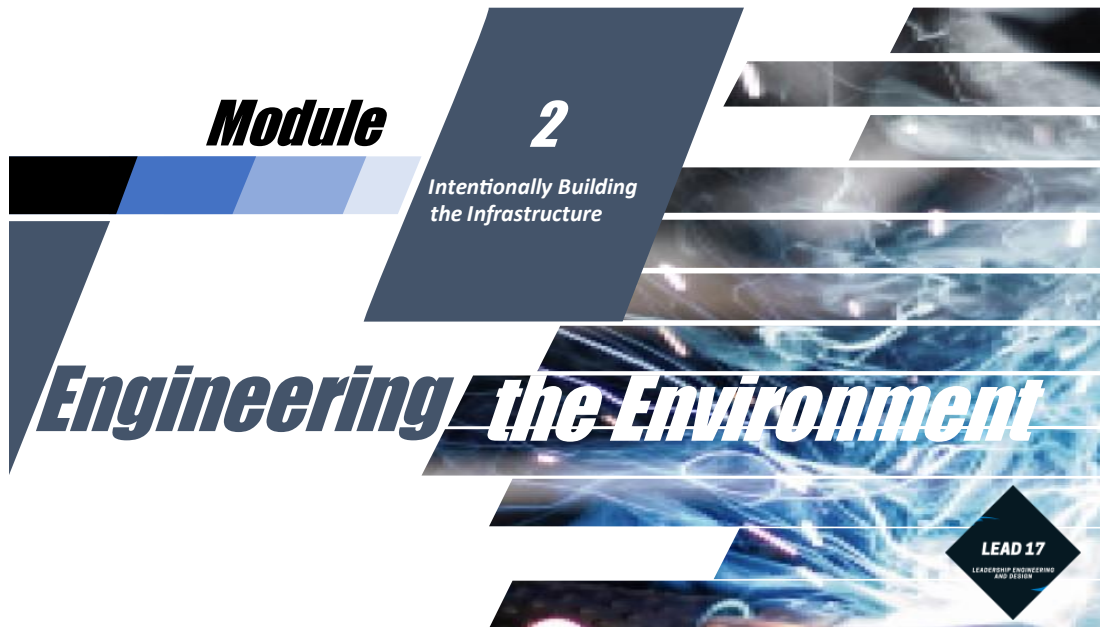 Module
2
Intentionally Building
the Infrastructure
Engineering the Environment
LEAD 17
LEADERSHIP ENGINEERING
AND DESIGN